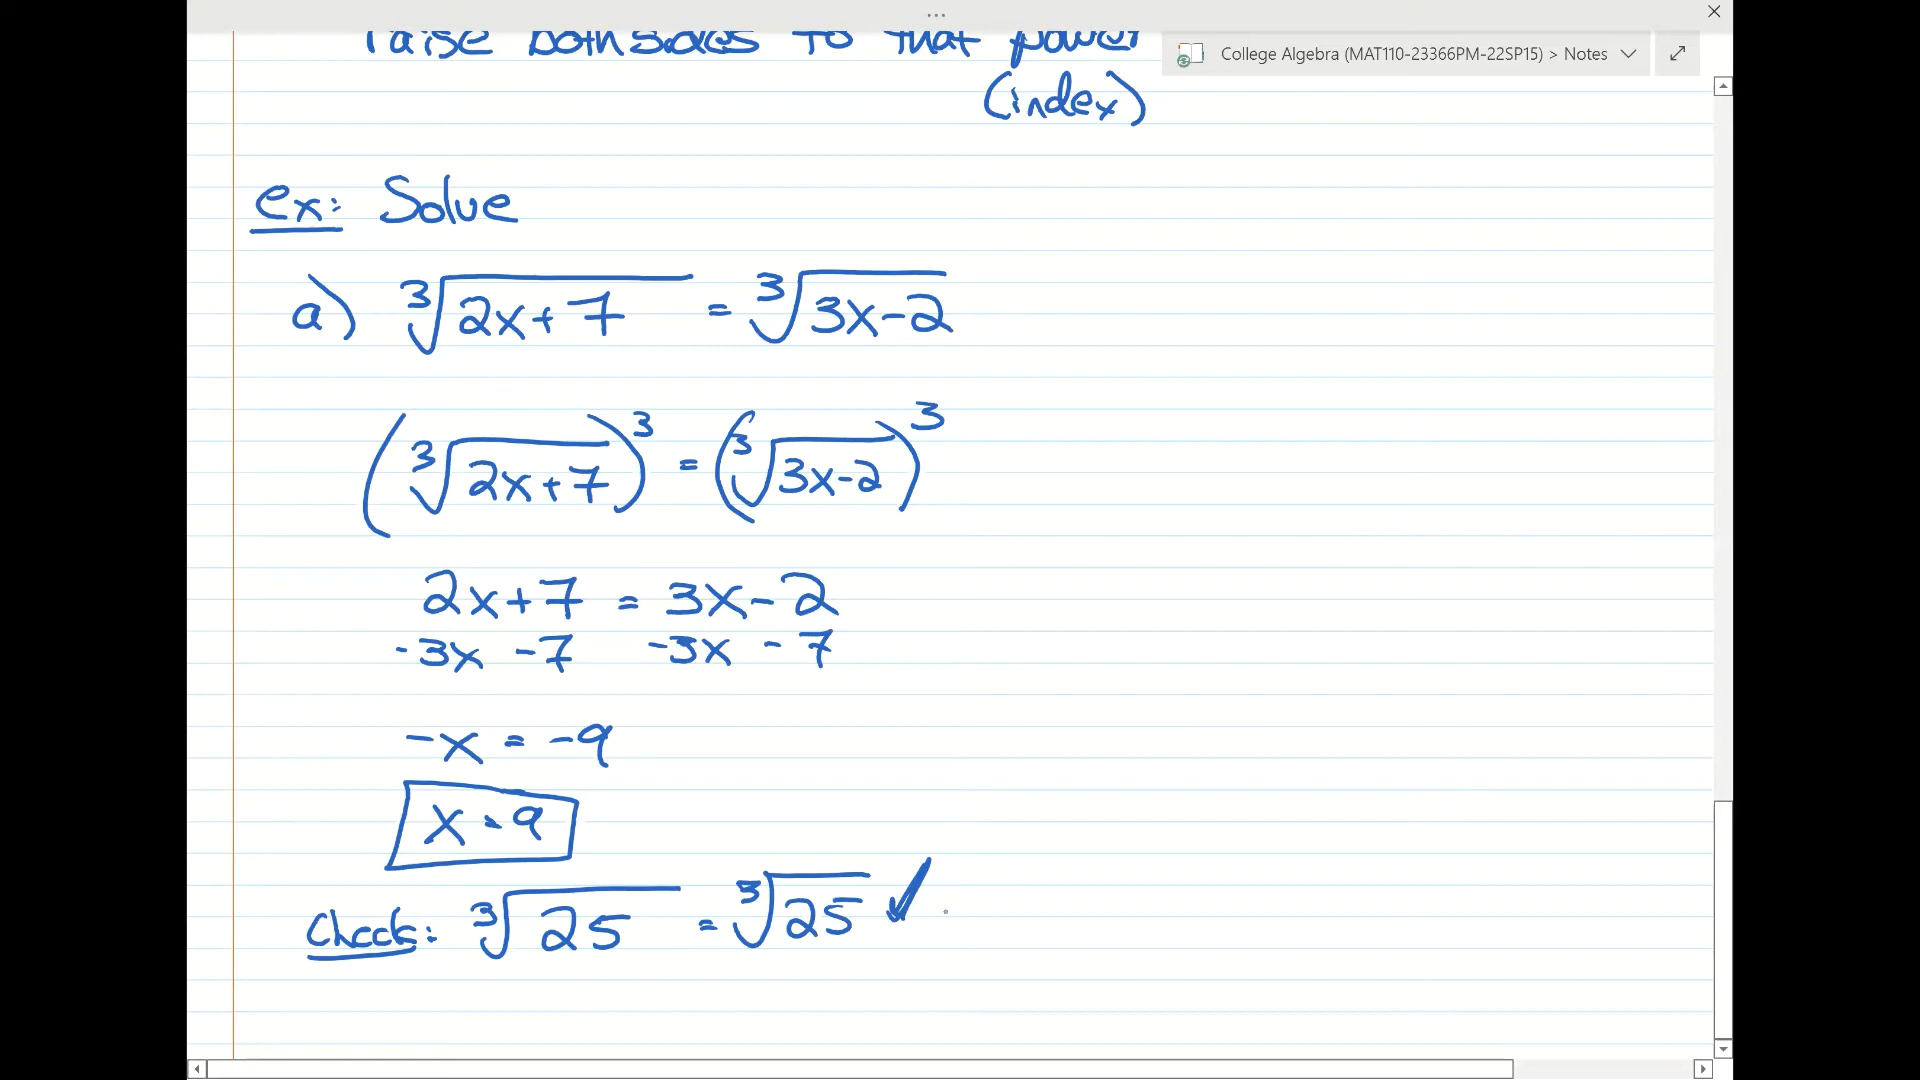 ...
raise both sides to that power
College Algebra (MAT110-23366PM-22SP15) > Notes
(index)
ex: Solve
a) ∛(2x+7) = ∛(3x-2)
(∛(2x+7))³ = (∛(3x-2))³
2x+7 = 3x-2
-3x -7 -3x -7
-x = -9
x = 9
Check: ∛25 = ∛25 ✓